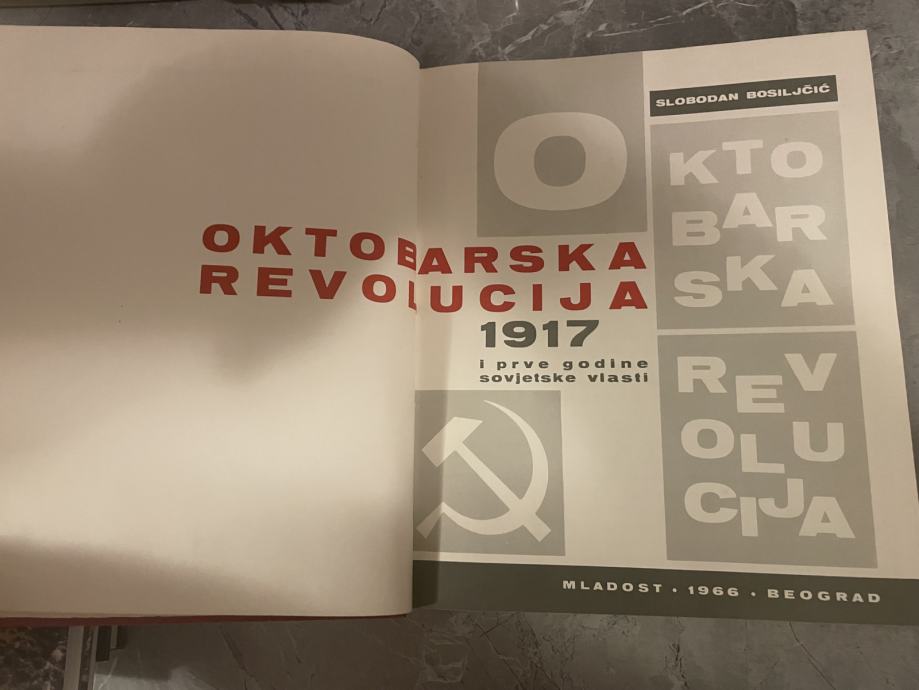 O
SLOBODAN BOSILJČIĆ
KTO
BAR
SKA
OKTOBARSKA
REVOLUCIJA
1917
i prve godine
sovjetske vlasti
REV
OLU
CIJA
MLADOST • 1966 • BEOGRAD